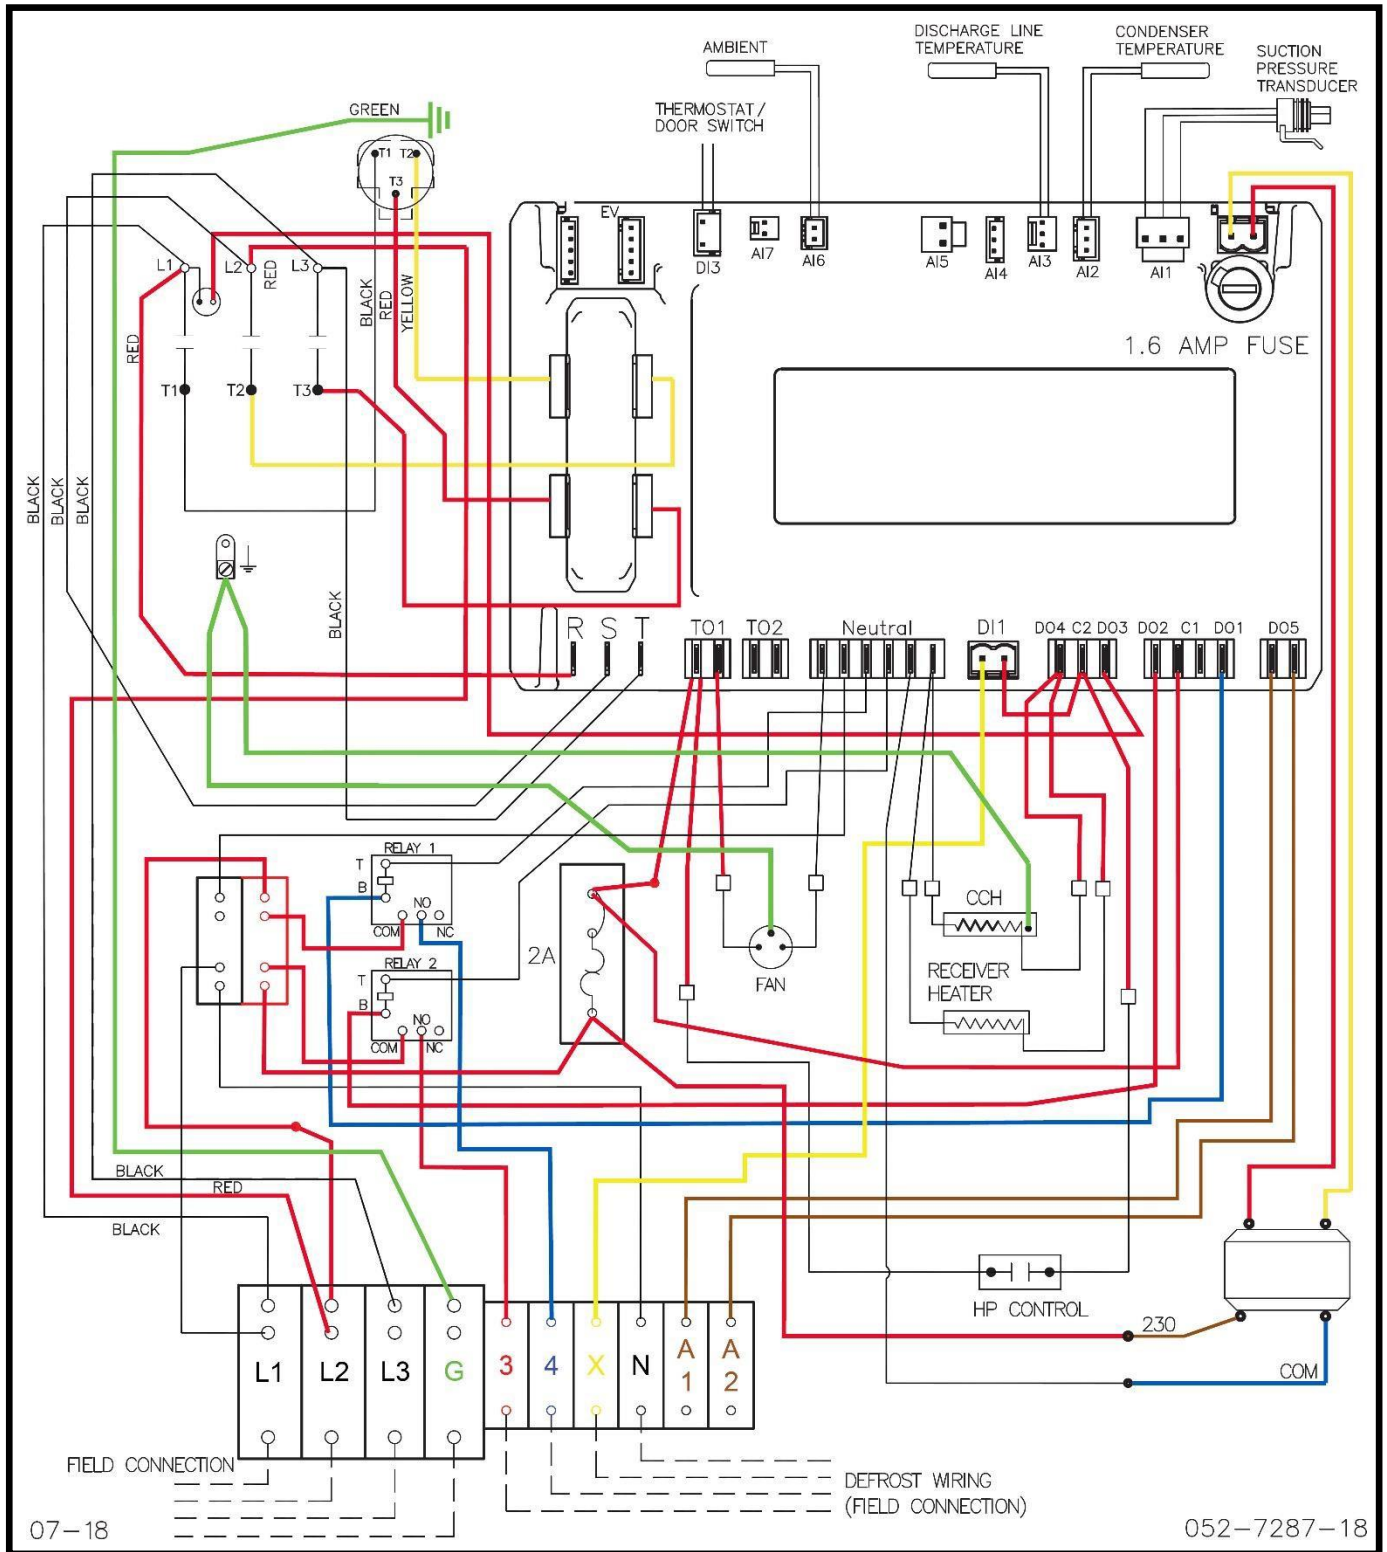 AMBIENT
DISCHARGE LINE
TEMPERATURE
CONDENSER
TEMPERATURE
SUCTION
PRESSURE
TRANSDUCER
THERMOSTAT/
DOOR SWITCH
GREEN
T1 T2
T3
EV
DI3
AI7
AI6
AI5
AI4
AI3
AI2
AI1
L1
L2
L3
RED
BLACK
RED
YELLOW
RED
1.6 AMP FUSE
T1
T2
T3
BLACK
BLACK
BLACK
BLACK
R S T
TO1
TO2
Neutral
DI1
DO4 C2 DO3
DO2 C1 DO1
DO5
RELAY 1
T
B
NO
COM
NC
2A
CCH
FAN
RECEIVER
HEATER
RELAY 2
T
B
NO
COM
NC
BLACK
RED
BLACK
HP CONTROL
230
COM
L1
L2
L3
G
3
4
X
N
A
1
A
2
FIELD CONNECTION
DEFROST WIRING
(FIELD CONNECTION)
07-18
052-7287-18